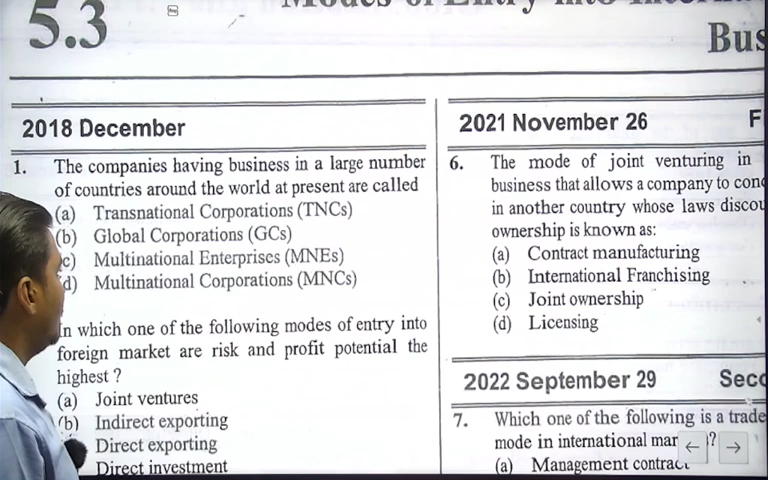 5.3
Modes of Entry into
Bus
2018 December
1. The companies having business in a large number
of countries around the world at present are called
(a) Transnational Corporations (TNCs)
(b) Global Corporations (GCs)
c) Multinational Enterprises (MNEs)
d) Multinational Corporations (MNCs)
In which one of the following modes of entry into
foreign market are risk and profit potential the
highest ?
(a) Joint ventures
(b) Indirect exporting
Direct exporting
Direct investment
2021 November 26 F
6. The mode of joint venturing in
business that allows a company to
in another country whose laws
ownership is known as:
(a) Contract manufacturing
(b) International Franchising
(c) Joint ownership
(d) Licensing
2022 September 29 Seco
7. Which one of the following is a trade
mode in international mar ?
(a) Management contract